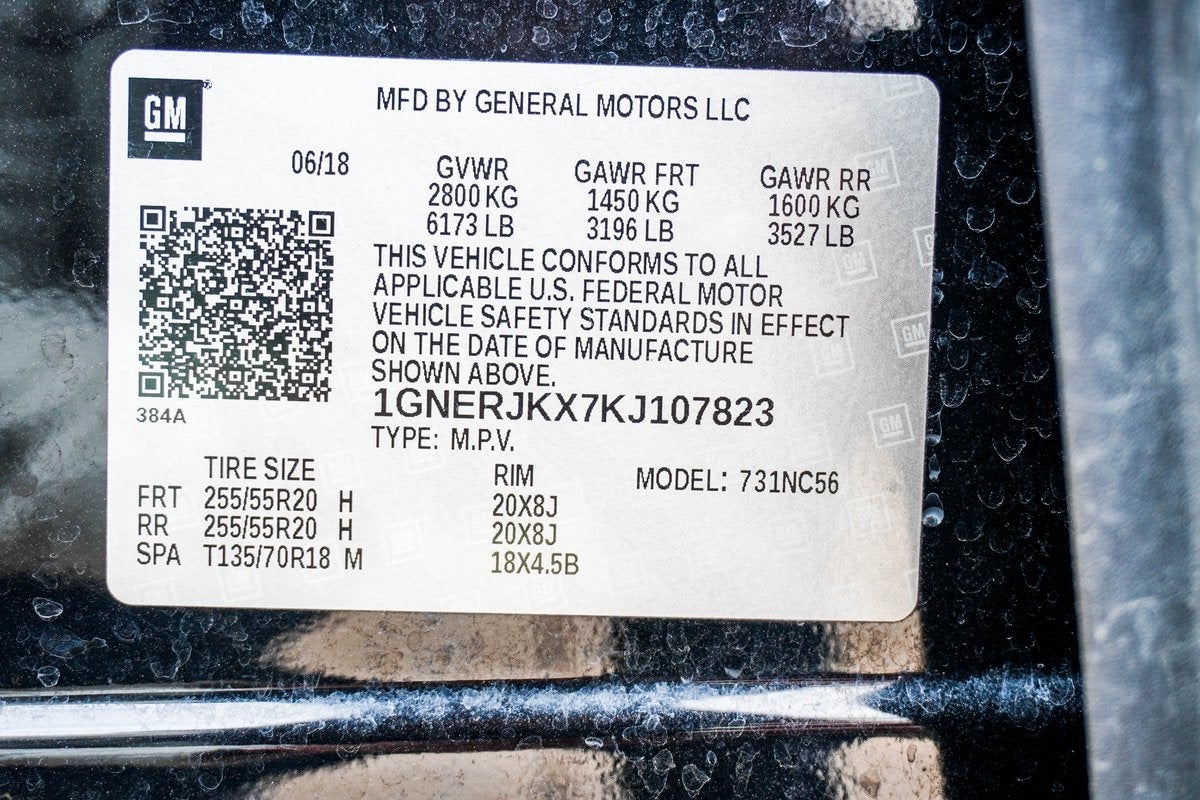 GM
MFD BY GENERAL MOTORS LLC
06/18 GVWR GAWR FRT GAWR RR
2800 KG 1450 KG 1600 KG
6173 LB 3196 LB 3527 LB
THIS VEHICLE CONFORMS TO ALL
APPLICABLE U.S. FEDERAL MOTOR
VEHICLE SAFETY STANDARDS IN EFFECT
ON THE DATE OF MANUFACTURE
SHOWN ABOVE.
384A
1GNERJKX7KJ107823
TYPE: M.P.V.
TIRE SIZE RIM MODEL: 731NC56
FRT 255/55R20 H 20X8J
RR 255/55R20 H 20X8J
SPA T135/70R18 M 18X4.5B